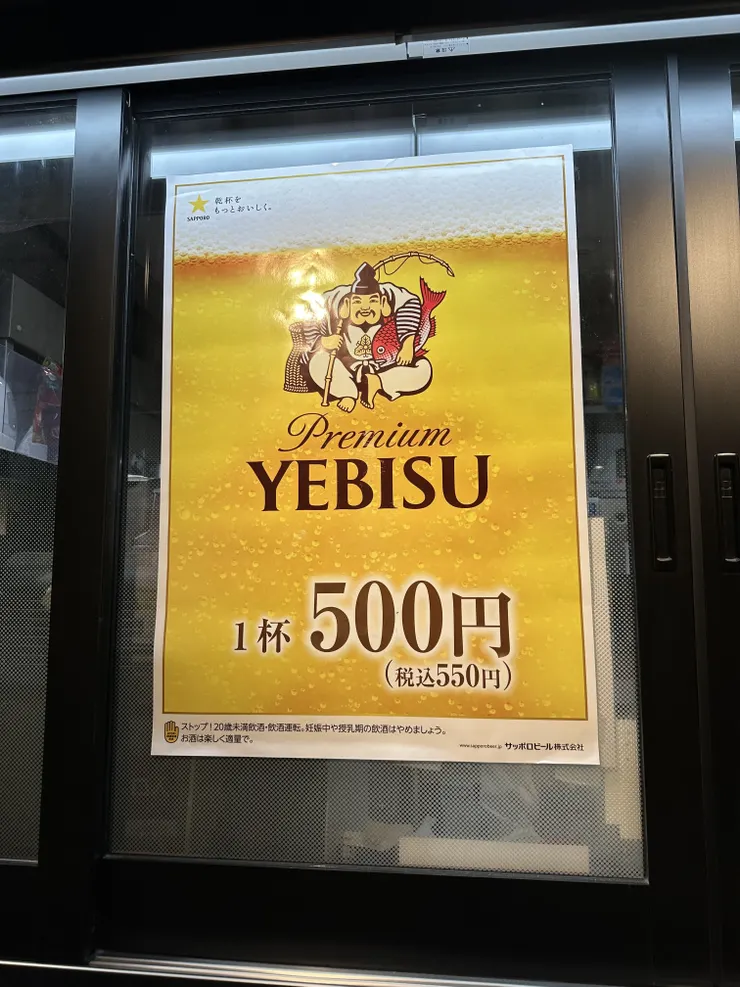 SAPPORO
乾杯を
もっとおいしく。
Premium
YEBISU
1杯 500円
(税込550円)
ストップ!20歳未満飲酒・飲酒運転。妊娠中や授乳期の飲酒はやめましょう。
お酒は楽しく適量で。
www.sapporobeer.jp サッポロビール株式会社